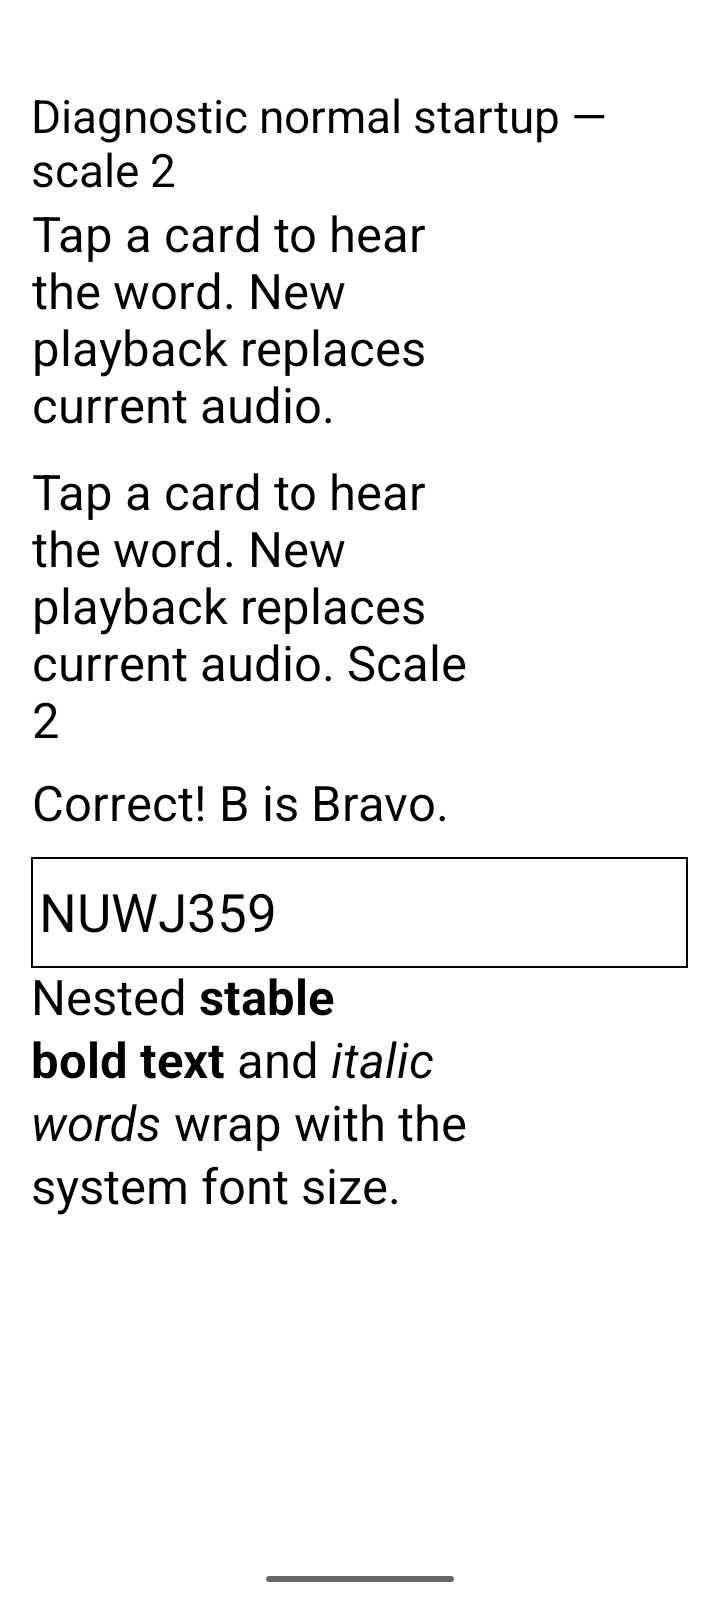 Diagnostic normal startup —
scale 2
Tap a card to hear
the word. New
playback replaces
current audio.
Tap a card to hear
the word. New
playback replaces
current audio. Scale
2
Correct! B is Bravo.
NUWJ359
Nested stable
bold text and italic
words wrap with the
system font size.